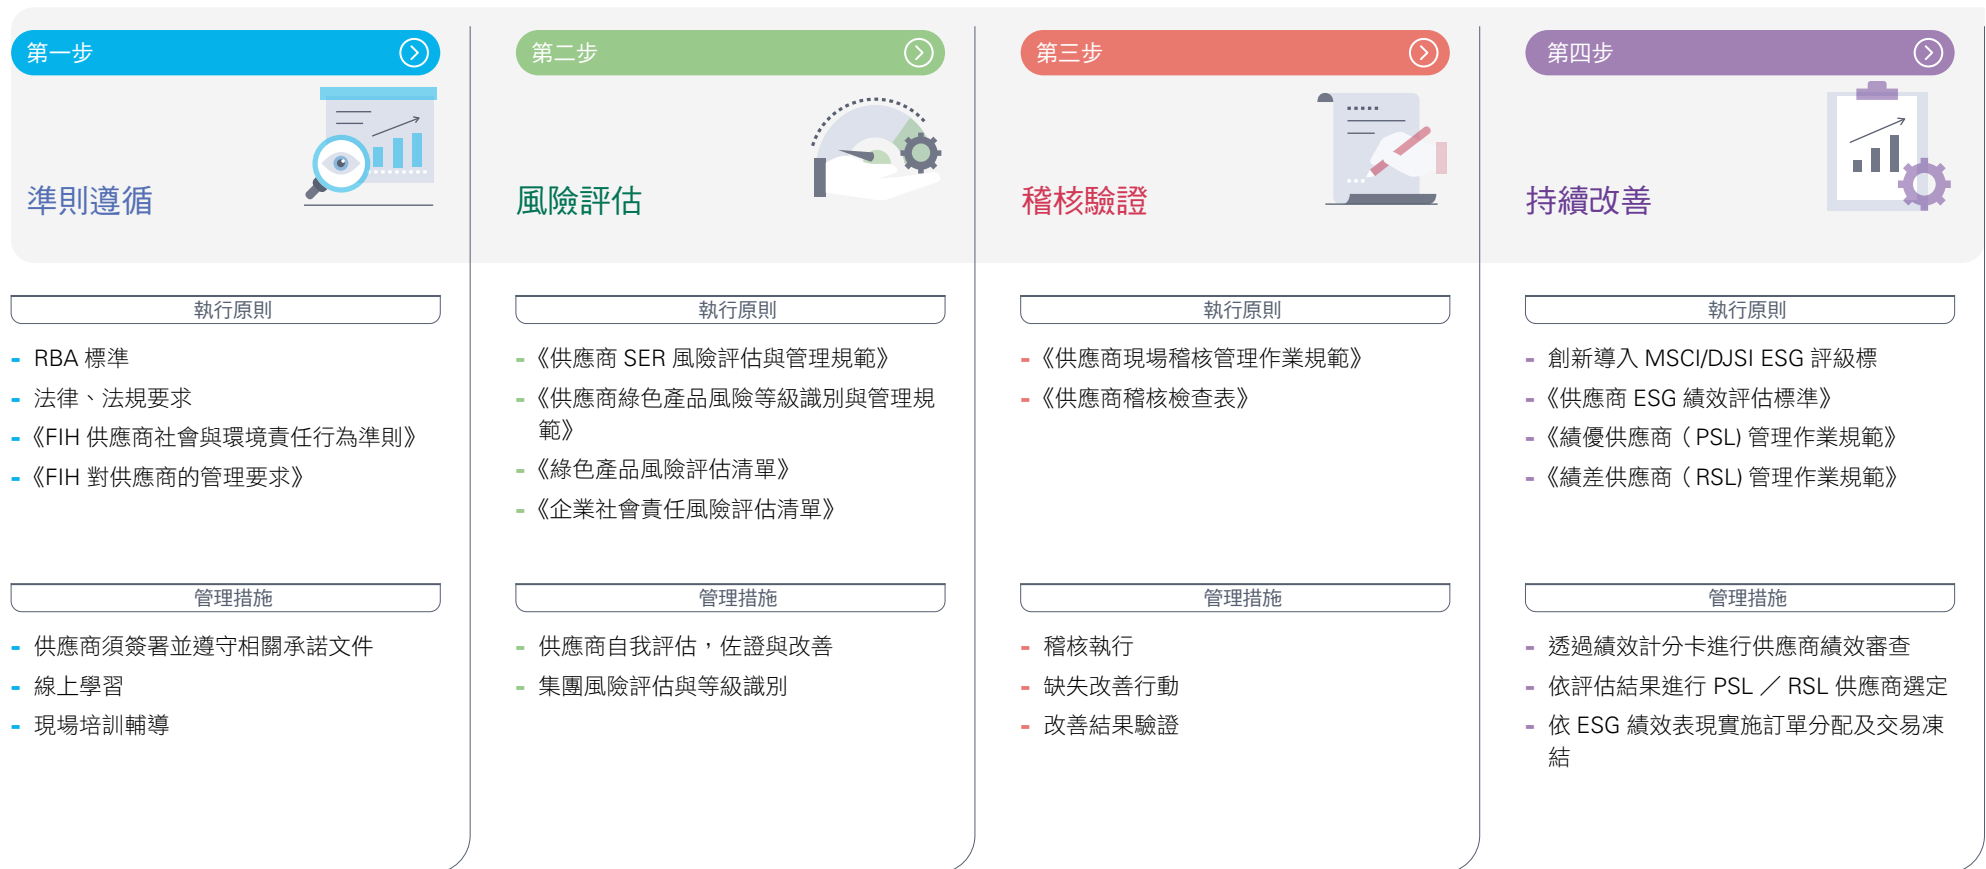 第一步
準則遵循
執行原則
- RBA 標準
- 法律、法規要求
-《FIH 供應商社會與環境責任行為準則》
-《FIH 對供應商的管理要求》
管理措施
- 供應商須簽署並遵守相關承諾文件
- 線上學習
- 現場培訓輔導
第二步
風險評估
執行原則
-《供應商 SER 風險評估與管理規範》
-《供應商綠色產品風險等級識別與管理規
範》
-《綠色產品風險評估清單》
-《企業社會責任風險評估清單》
管理措施
- 供應商自我評估，佐證與改善
- 集團風險評估與等級識別
第三步
稽核驗證
執行原則
-《供應商現場稽核管理作業規範》
-《供應商稽核檢查表》
管理措施
- 稽核執行
- 缺失改善行動
- 改善結果驗證
第四步
持續改善
執行原則
- 創新導入 MSCI/DJSI ESG 評級標
-《供應商 ESG 績效評估標準》
-《績優供應商（ PSL) 管理作業規範》
-《績差供應商（ RSL) 管理作業規範》
管理措施
- 透過績效計分卡進行供應商績效審查
- 依評估結果進行 PSL ／ RSL 供應商選定
- 依 ESG 績效表現實施訂單分配及交易凍
結